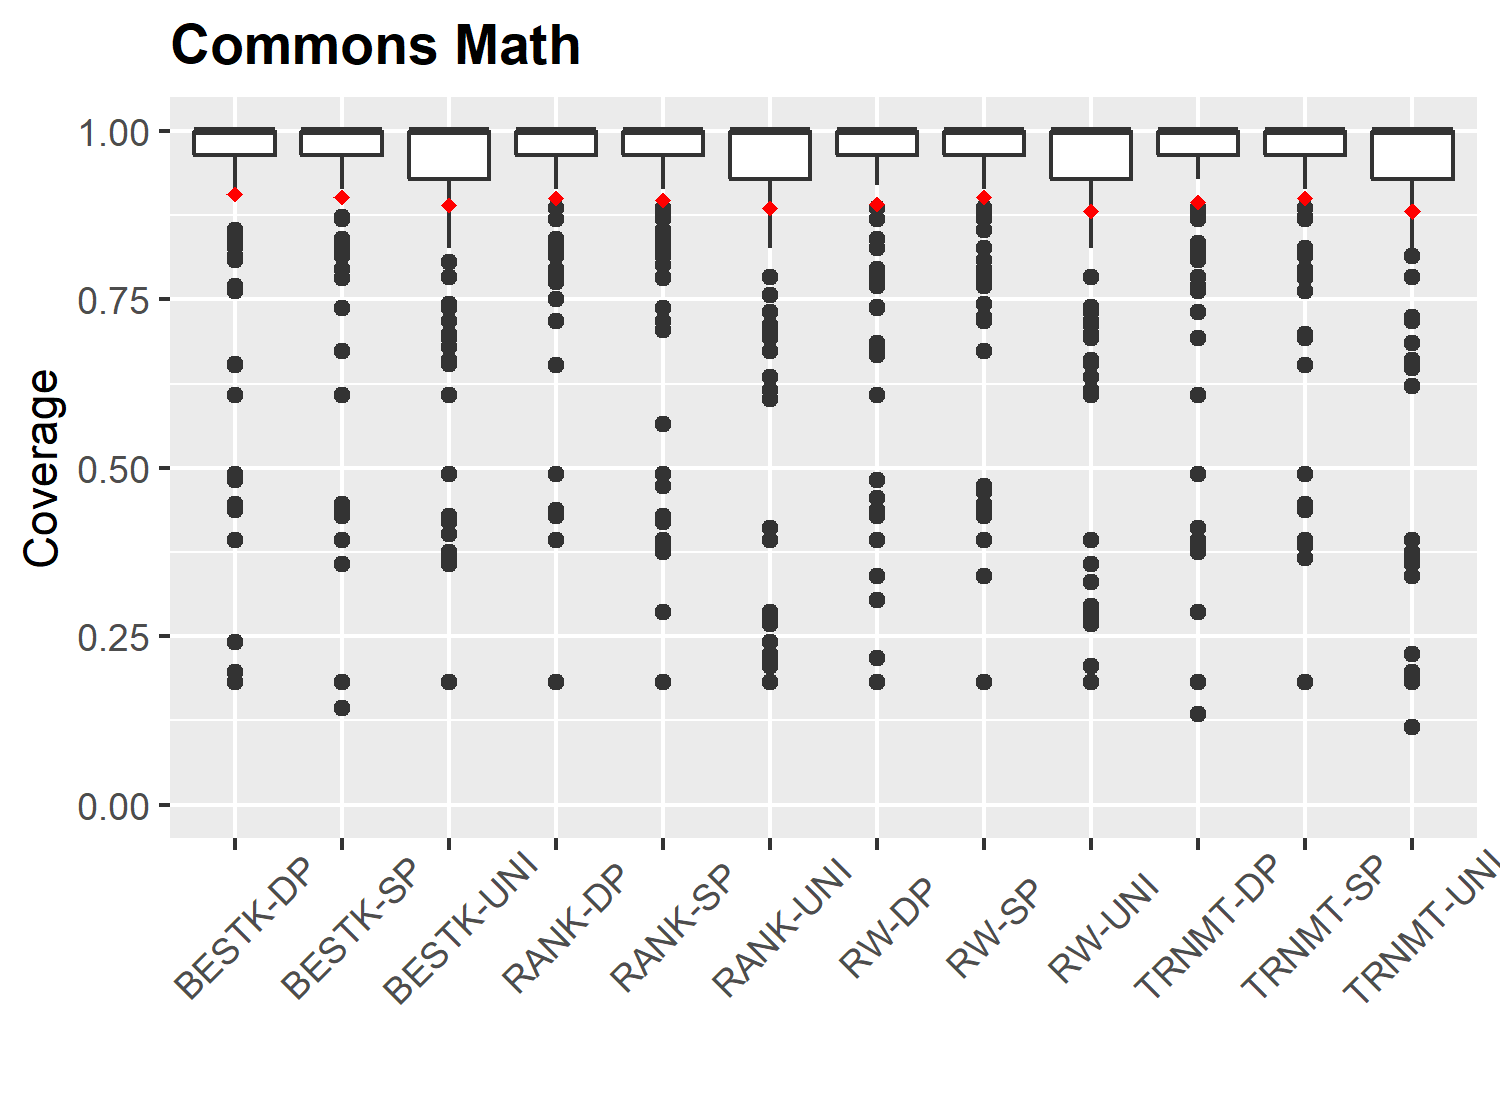 Commons Math
Coverage
1.00
0.75
0.50
0.25
0.00
BESTK-DP
BESTK-SP
BESTK-UNI
RANK-DP
RANK-SP
RANK-UNI
RW-DP
RW-SP
RW-UNI
TRNMT-DP
TRNMT-SP
TRNMT-UNI